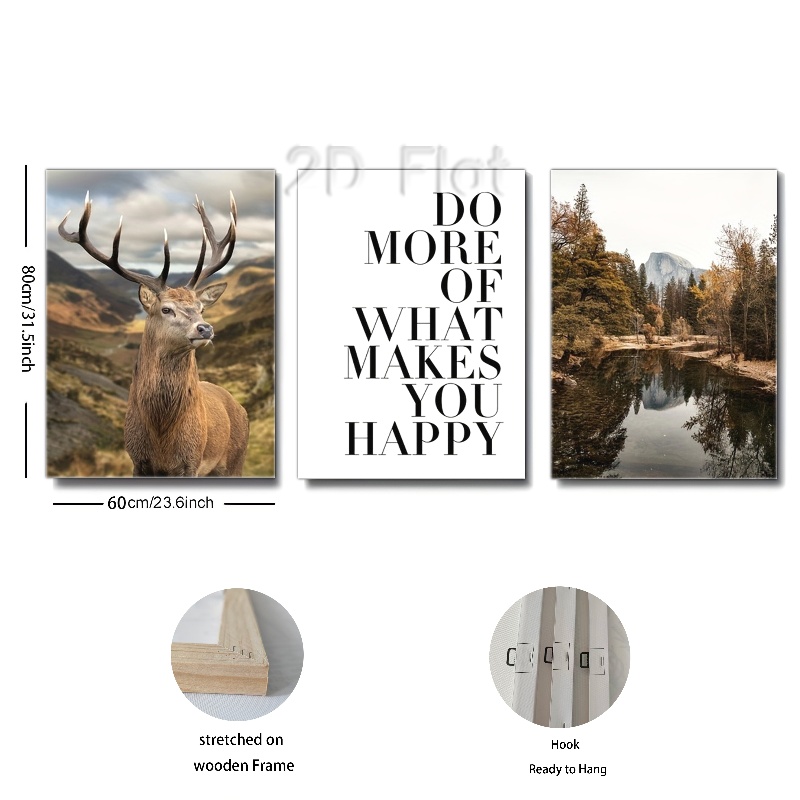 2D Flat
80cm/31.5inch
DO
MORE
OF
WHAT
MAKES
YOU
HAPPY
60cm/23.6inch
stretched on
wooden Frame
Hook
Ready to Hang